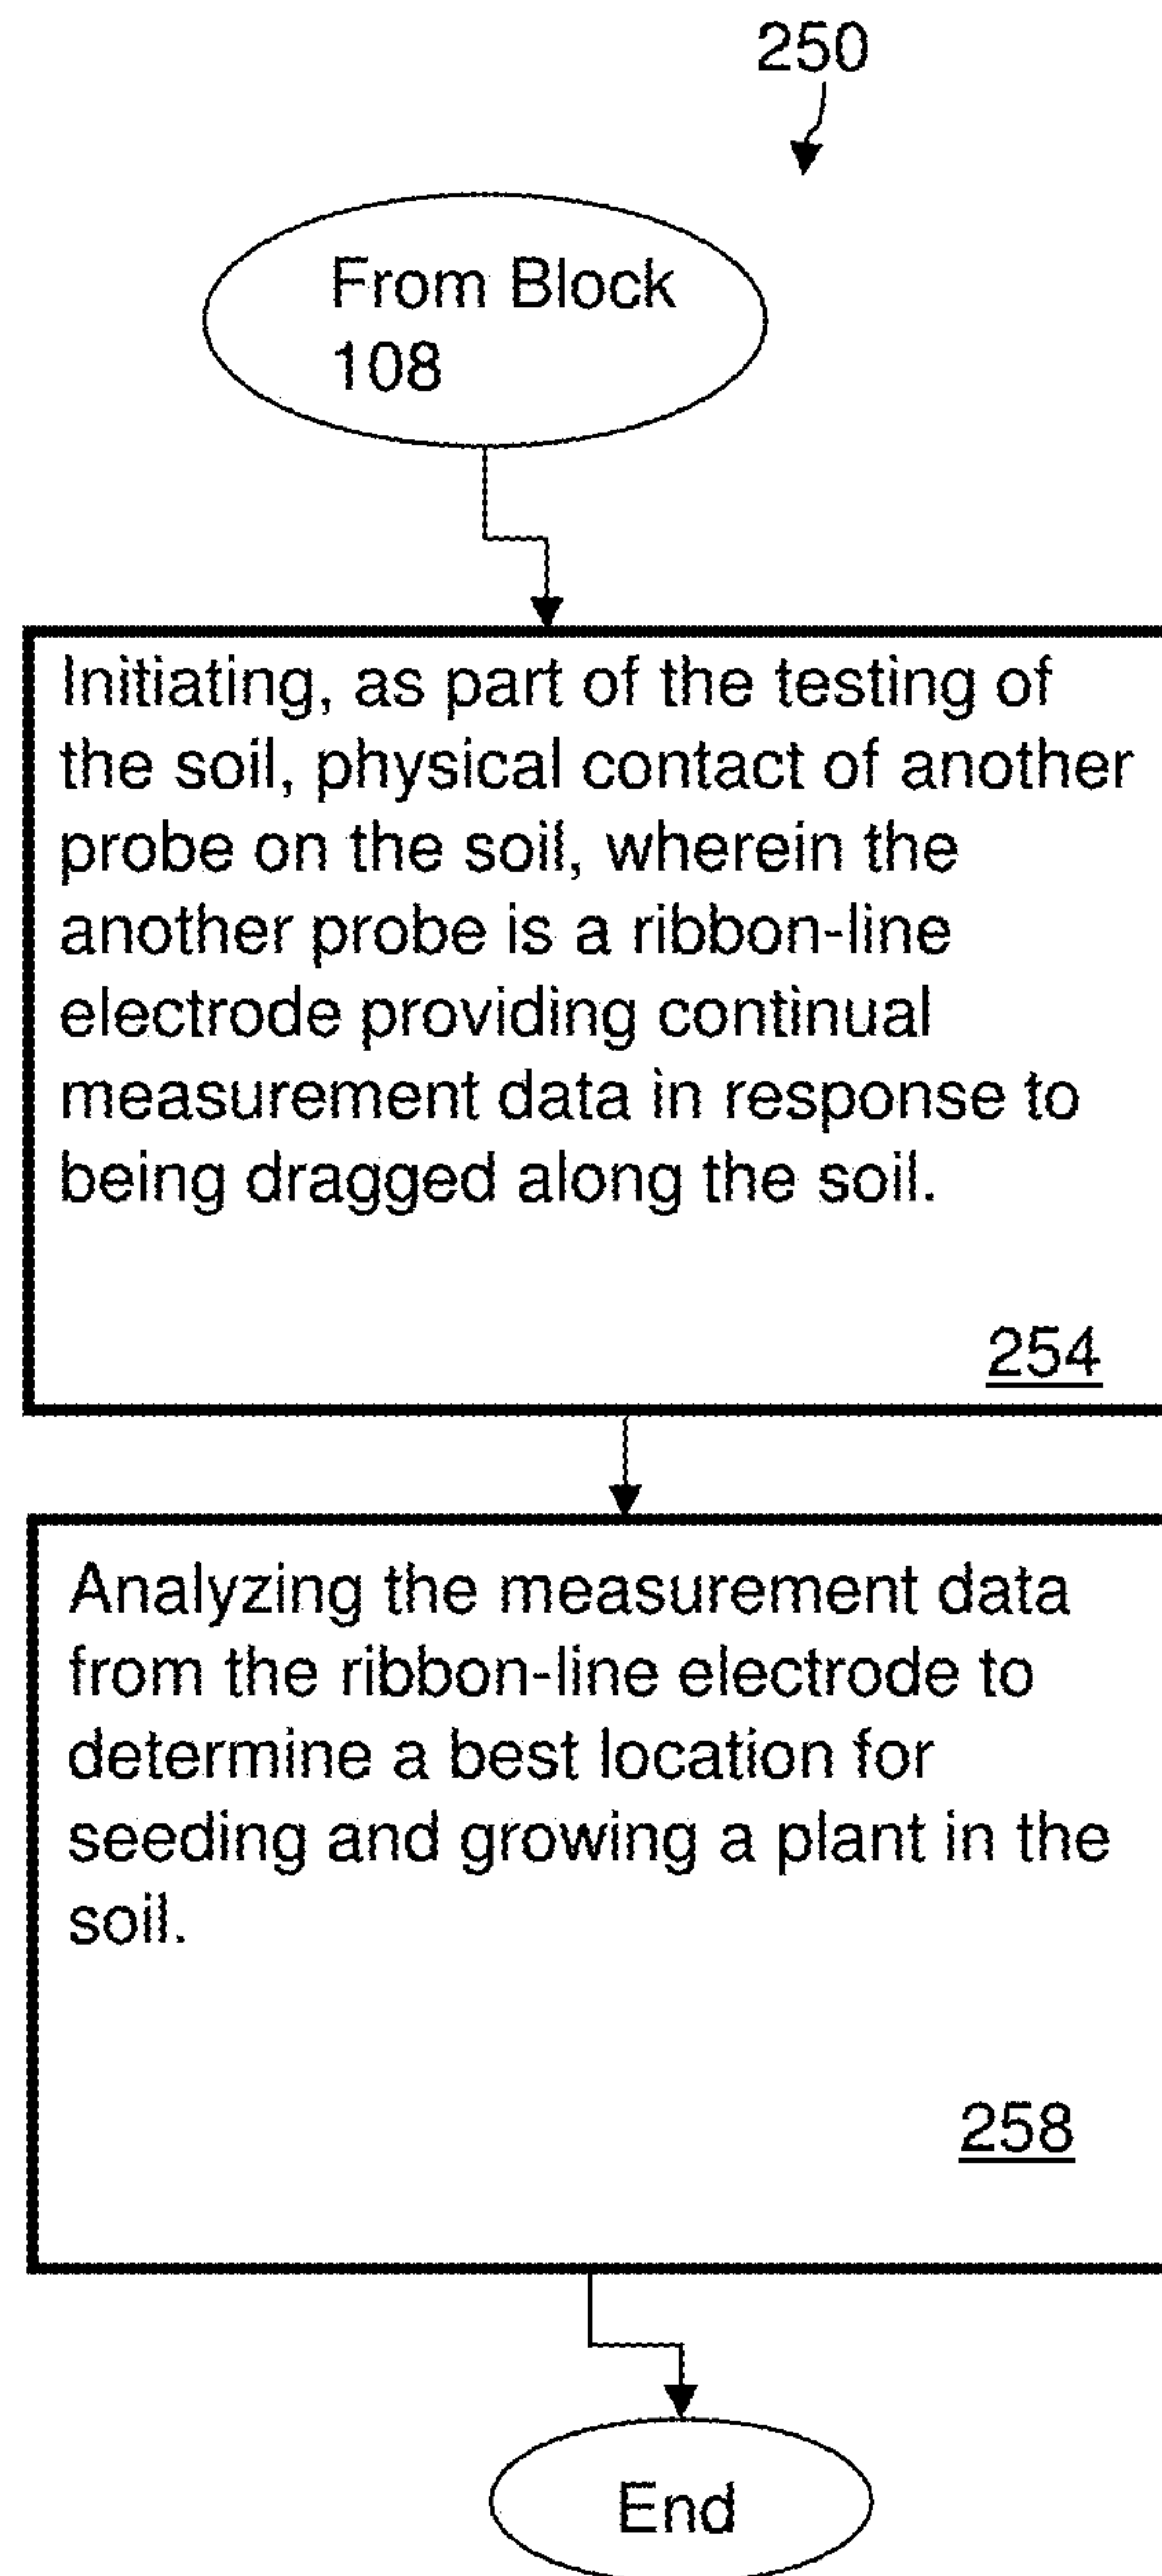 250
From Block
108
Initiating, as part of the testing of
the soil, physical contact of another
probe on the soil, wherein the
another probe is a ribbon-line
electrode providing continual
measurement data in response to
being dragged along the soil.
254
Analyzing the measurement data
from the ribbon-line electrode to
determine a best location for
seeding and growing a plant in the
soil.
258
End